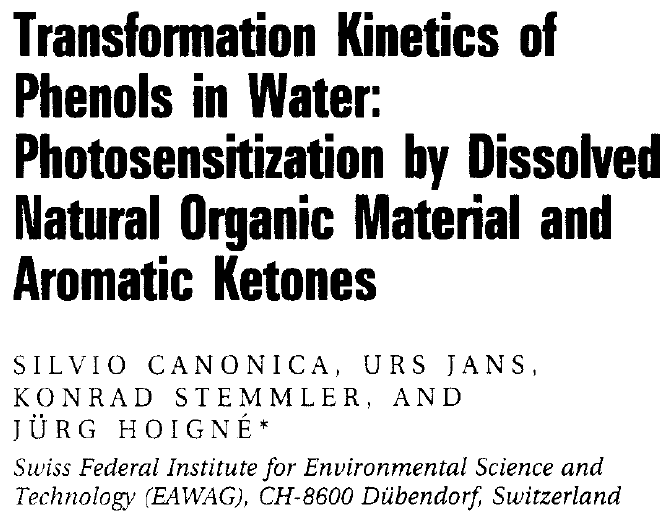 Transformation Kinetics of
Phenols in Water:
Photosensitization by Dissolved
Natural Organic Material and
Aromatic Ketones
SILVIO CANONICA, URS JANS,
KONRAD STEMMLER, AND
JÜRG HOIGNÉ*
Swiss Federal Institute for Environmental Science and
Technology (EAWAG), CH-8600 Dübendorf, Switzerland